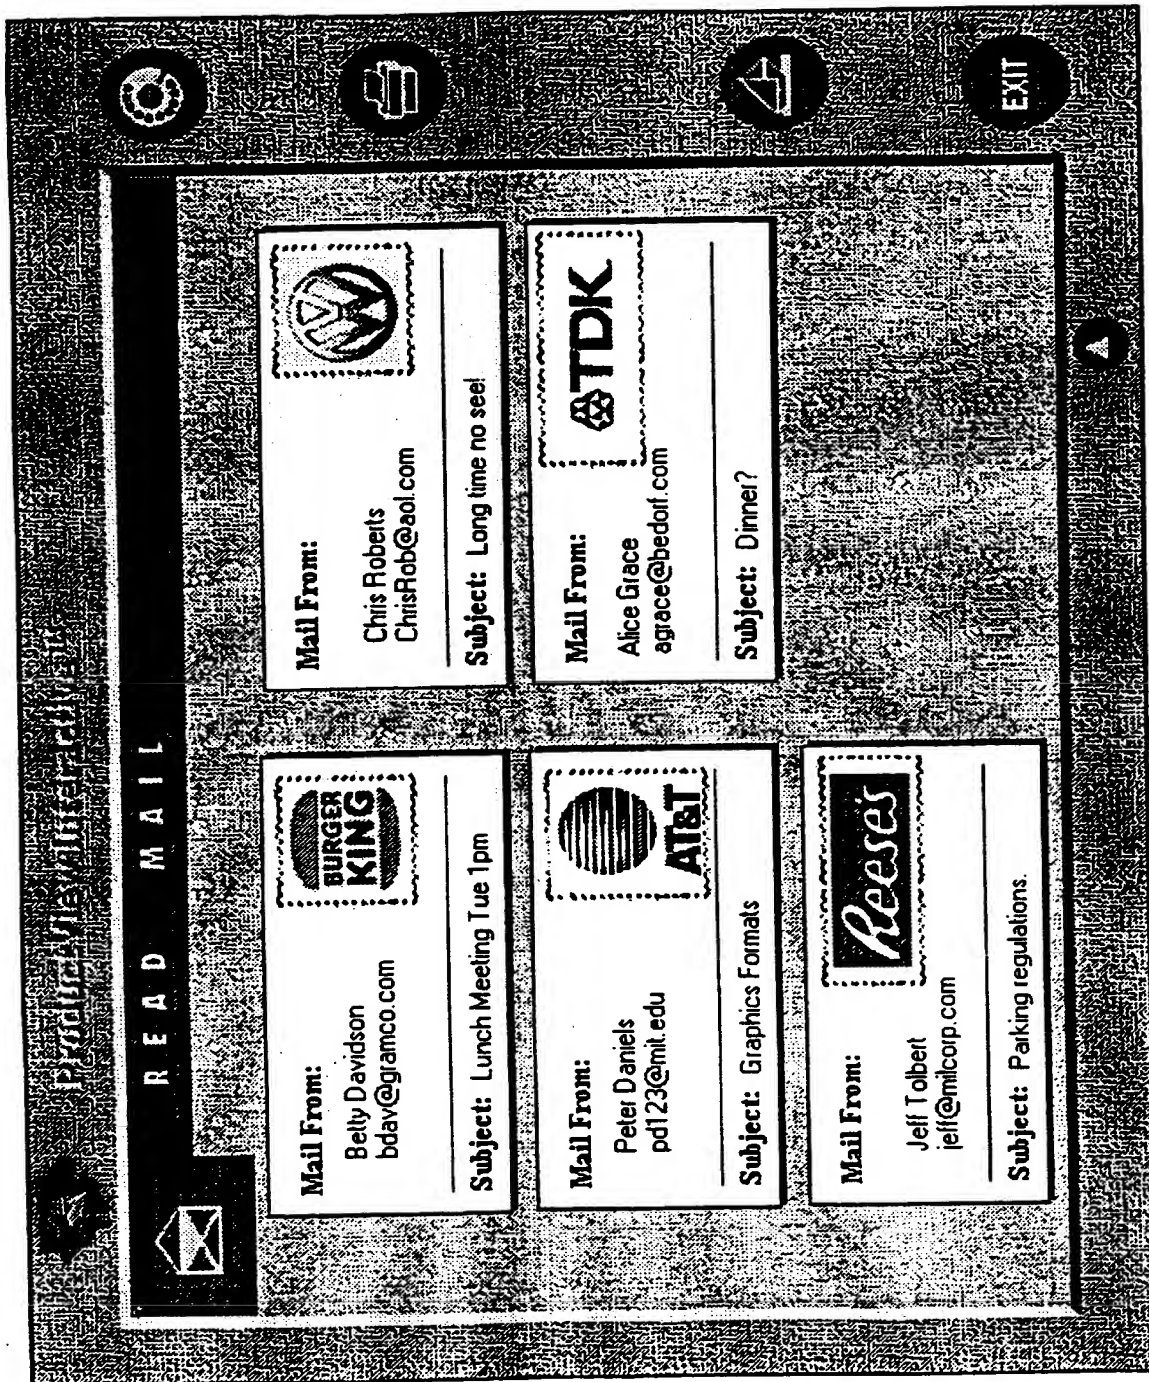 ProductViewInteractive
READ MAIL
Mail From:
Betty Davidson
bdav@gramco.com
Subject: Lunch Meeting Tue 1pm
BURGER
KING
Mail From:
Chris Roberts
ChrisRob@aol.com
Subject: Long time no see!
Mail From:
Peter Daniels
pd123@mit.edu
Subject: Graphics Formats
AT&T
Mail From:
Alice Grace
agrace@bedorf.com
Subject: Dinner?
TDK
Mail From:
Jeff Tolbert
jeff@milcorp.com
Subject: Parking regulations.
Reese's
EXIT